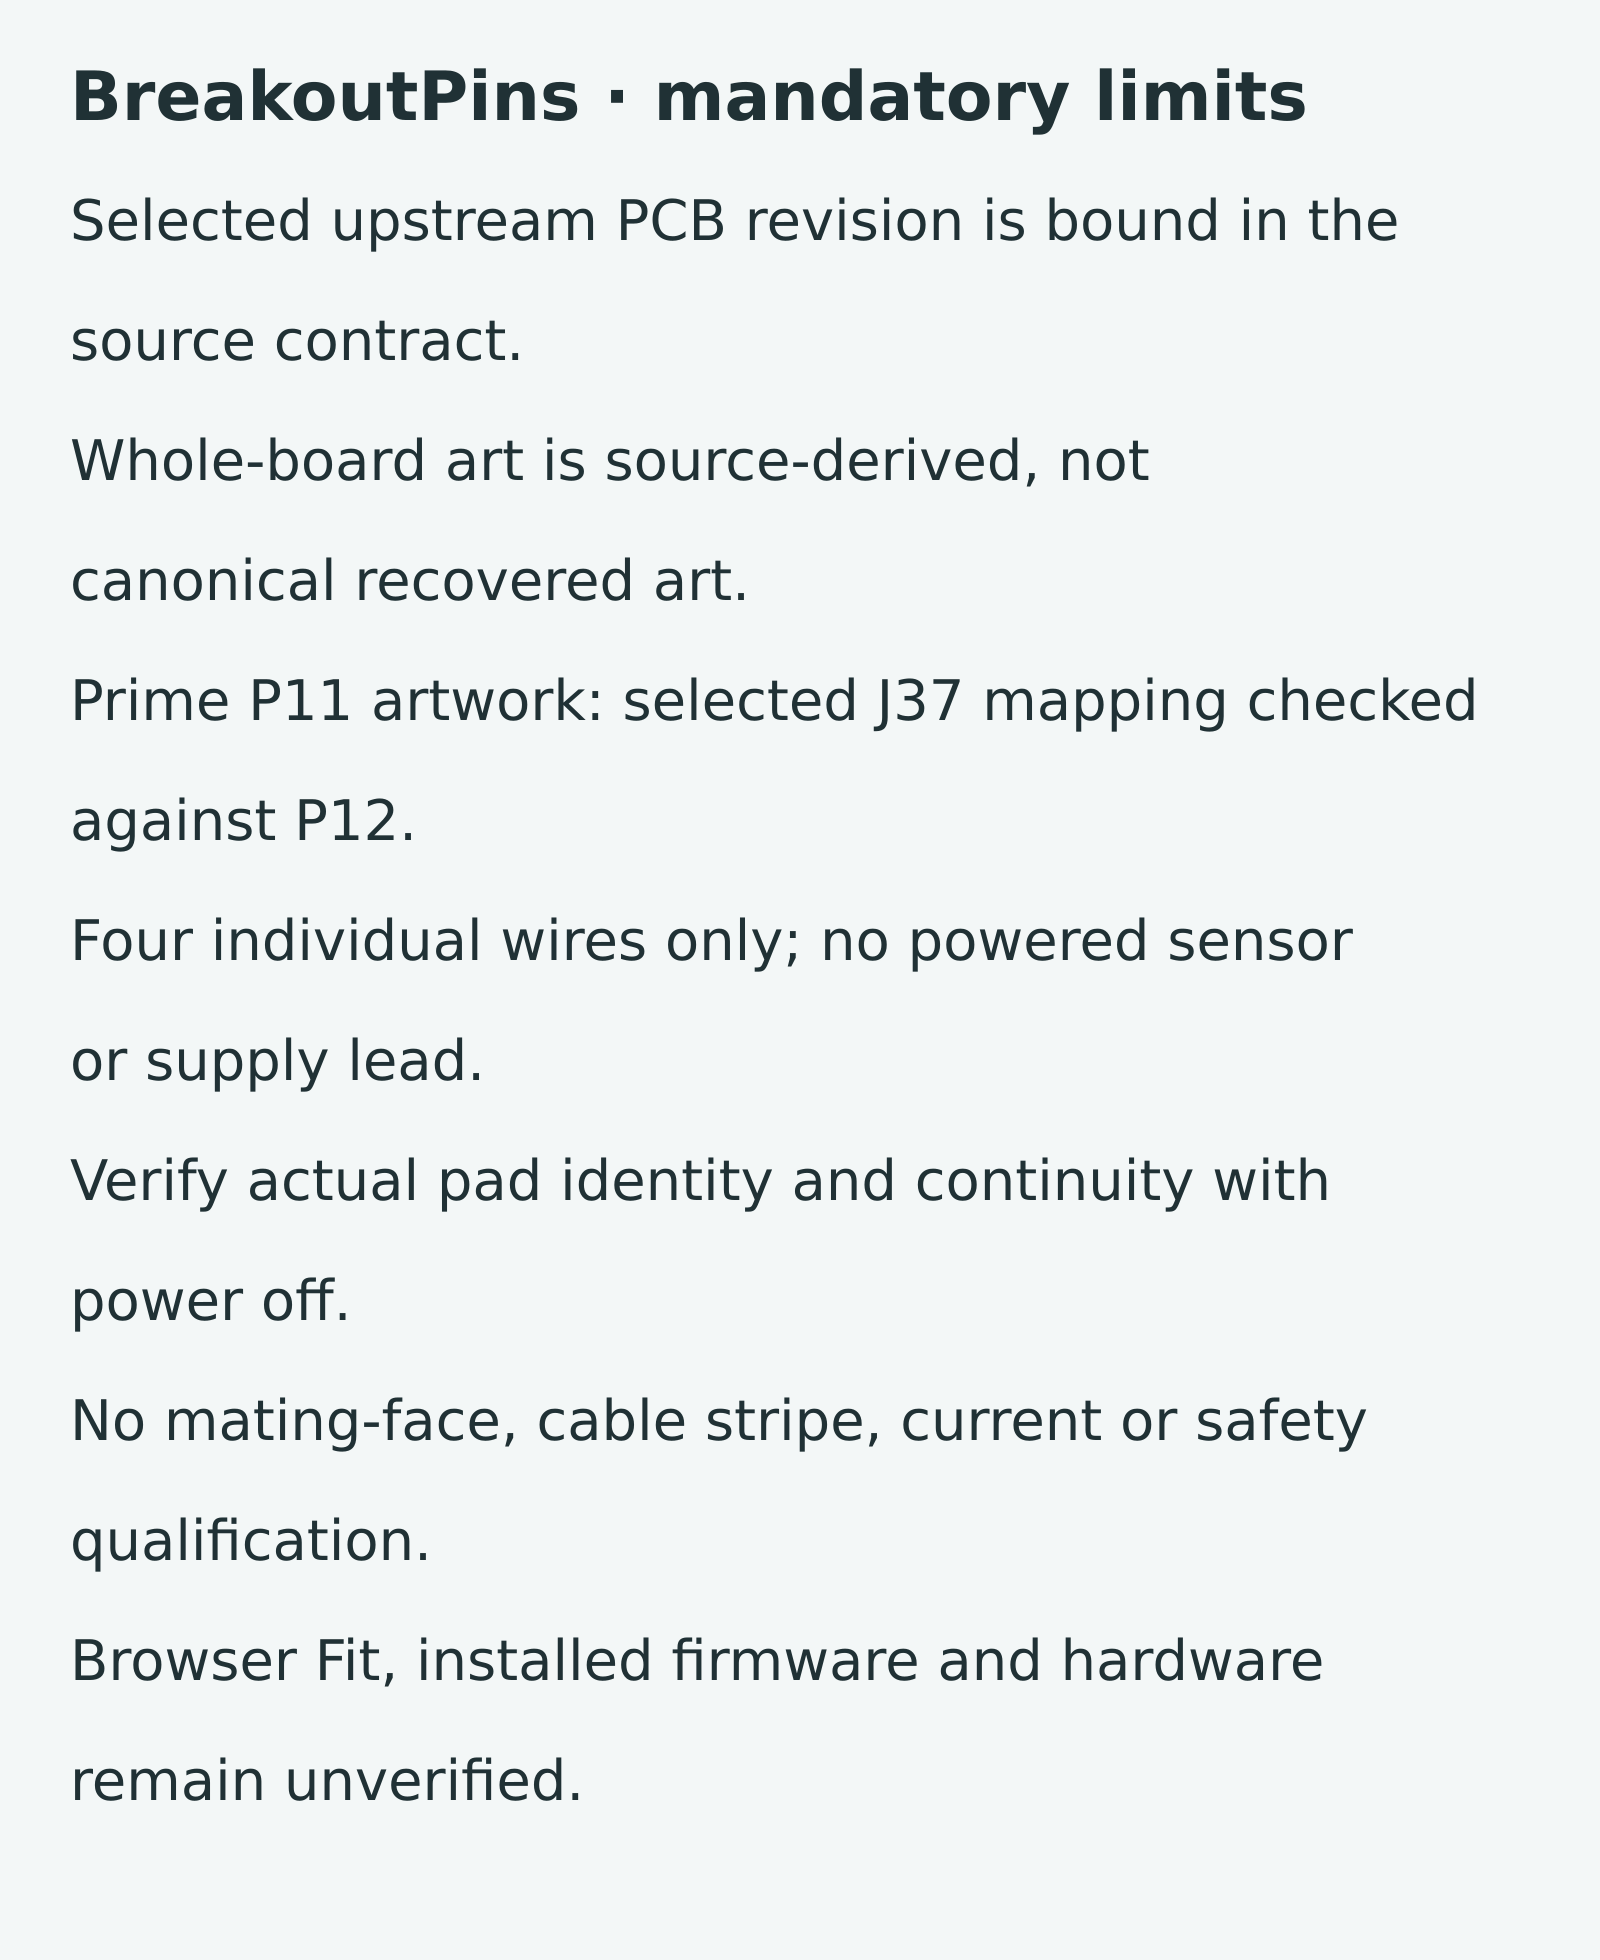 BreakoutPins · mandatory limits
Selected upstream PCB revision is bound in the
source contract.
Whole-board art is source-derived, not
canonical recovered art.
Prime P11 artwork: selected J37 mapping checked
against P12.
Four individual wires only; no powered sensor
or supply lead.
Verify actual pad identity and continuity with
power off.
No mating-face, cable stripe, current or safety
qualification.
Browser Fit, installed firmware and hardware
remain unverified.